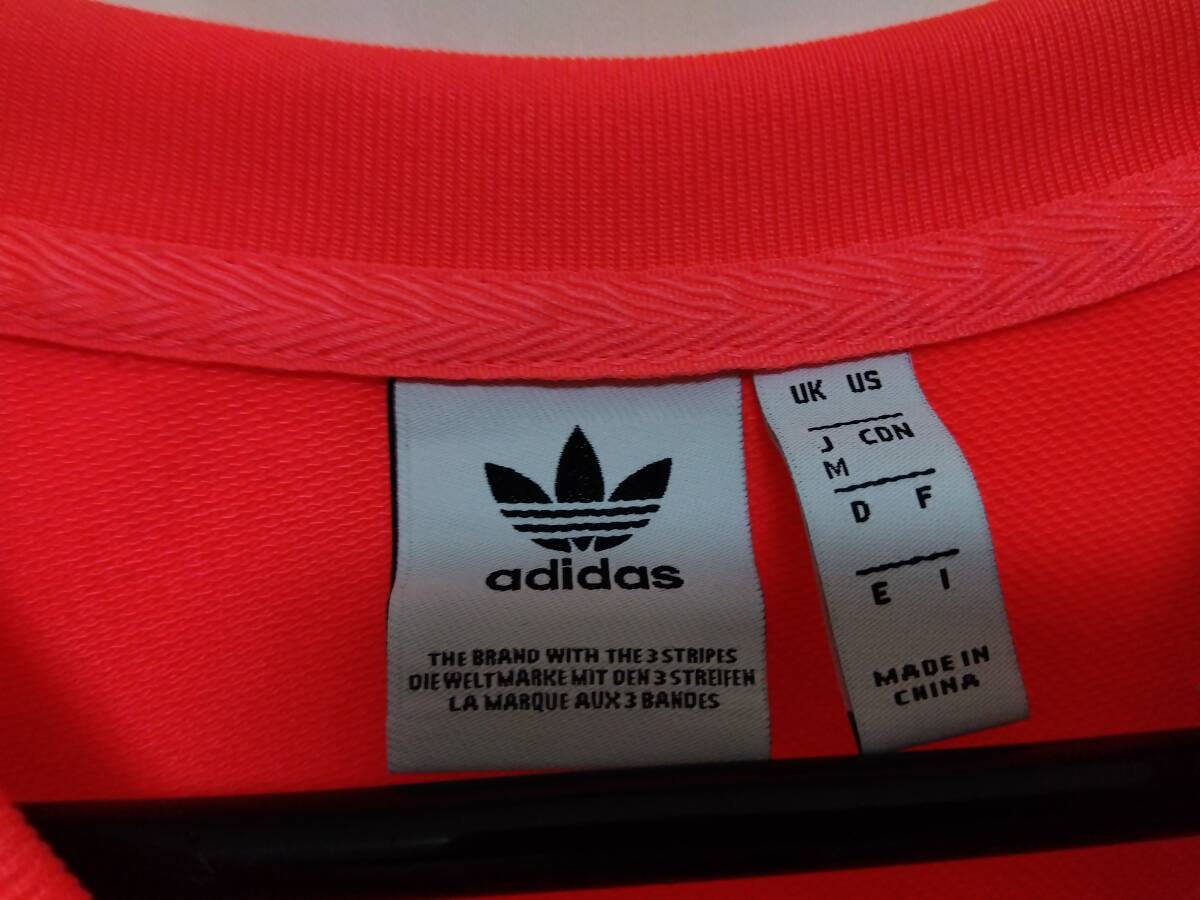 adidas
THE BRAND WITH THE 3 STRIPES
DIE WELTMARKE MIT DEN 3 STREIFEN
LA MARQUE AUX 3 BANDES
UK US
J CDN
M
D F
E I
MADE IN
CHINA